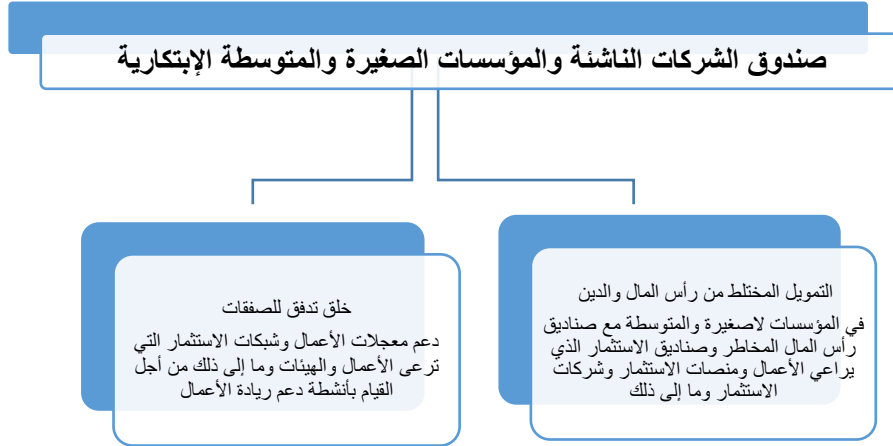 صندوق الشركات الناشئة والمؤسسات الصغيرة والمتوسطة الإبتكارية
التمويل المختلط من رأس المال والدين
في المؤسسات لاصغيرة والمتوسطة مع صناديق
رأس المال المخاطر وصناديق الاستثمار الذي
يراعي الأعمال ومنصات الاستثمار وشركات
الاستثمار وما إلى ذلك
خلق تدفق للصفقات
دعم معجلات الأعمال وشبكات الاستثمار التي
ترعى الأعمال والهيئات وما إلى ذلك من أجل
القيام بأنشطة دعم ريادة الأعمال